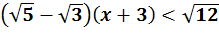 (√5 − √3)(x + 3) < √12